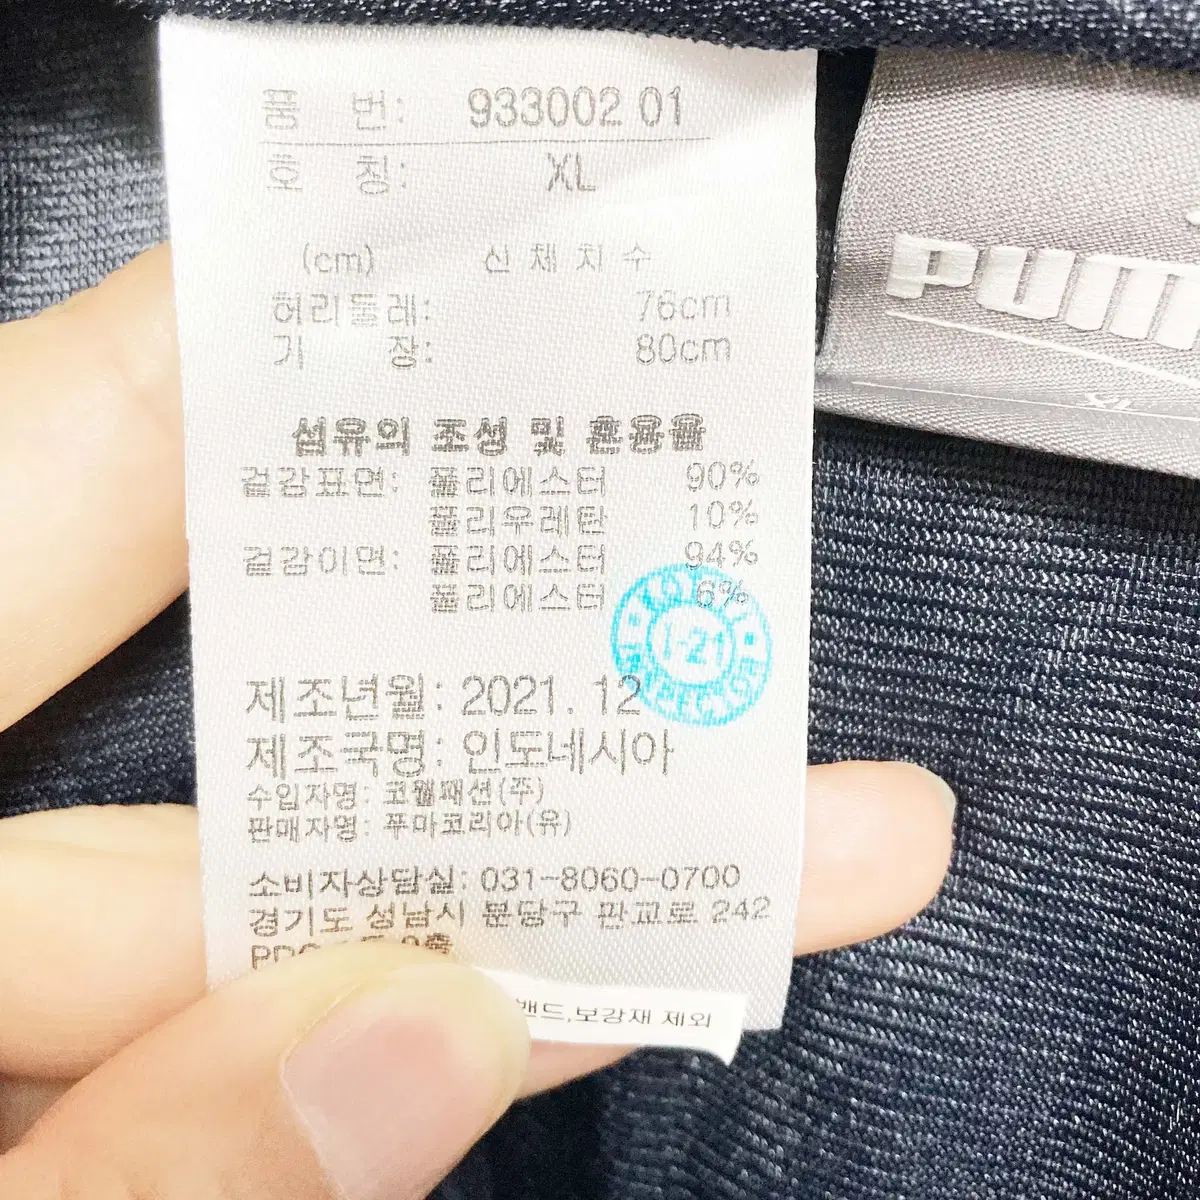 품 번: 933002 01
호 칭: XL
(cm) 신체치수
허리둘레: 76cm
기 장: 80cm
섬유의 조성 및 혼용율
겉감표면: 폴리에스터 90%
폴리우레탄 10%
겉감이면: 폴리에스터 94%
폴리에스터 6%
제조년월: 2021. 12
제조국명: 인도네시아
수입자명: 코웰패션(주)
판매자명: 푸마코리아(유)
소비자상담실: 031-8060-0700
경기도 성남시 분당구 판교로 242
밴드,보강재 제외
PUM
XL
1-21